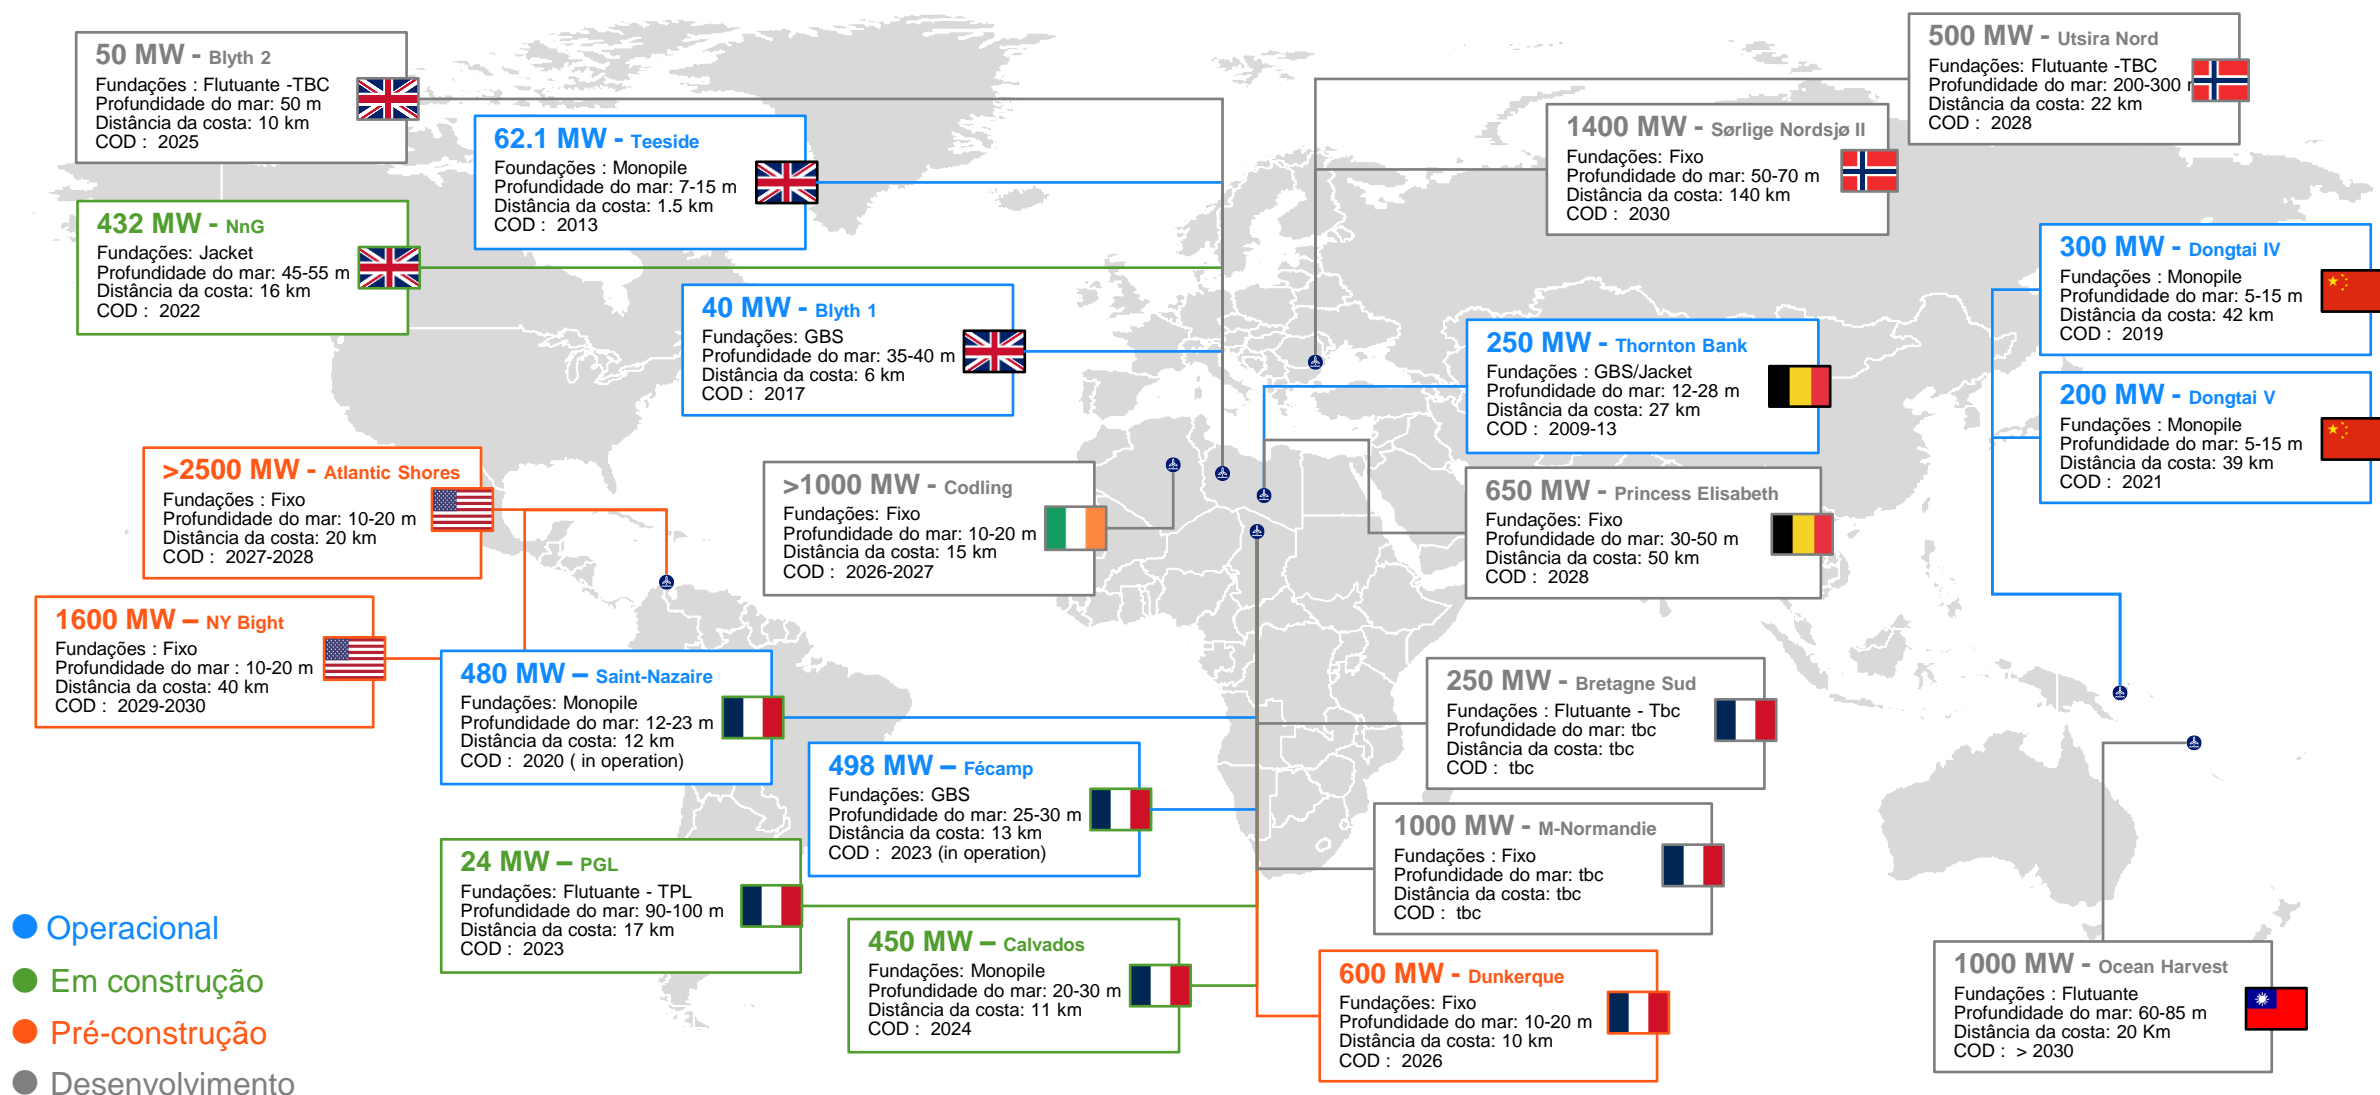 50 MW - Blyth 2
Fundações : Flutuante -TBC
Profundidade do mar: 50 m
Distância da costa: 10 km
COD : 2025
62.1 MW - Teeside
Foundações : Monopile
Profundidade do mar: 7-15 m
Distância da costa: 1.5 km
COD : 2013
432 MW - NnG
Fundações: Jacket
Profundidade do mar: 45-55 m
Distância da costa: 16 km
COD : 2022
40 MW - Blyth 1
Fundações: GBS
Profundidade do mar: 35-40 m
Distância da costa: 6 km
COD : 2017
500 MW - Utsira Nord
Fundações: Flutuante -TBC
Profundidade do mar: 200-300 m
Distância da costa: 22 km
COD : 2028
1400 MW - Sørlige Nordsjø II
Fundações: Fixo
Profundidade do mar: 50-70 m
Distância da costa: 140 km
COD : 2030
300 MW - Dongtai IV
Fundações : Monopile
Profundidade do mar: 5-15 m
Distância da costa: 42 km
COD : 2019
250 MW - Thornton Bank
Fundações : GBS/Jacket
Profundidade do mar: 12-28 m
Distância da costa: 27 km
COD : 2009-13
200 MW - Dongtai V
Fundações : Monopile
Profundidade do mar: 5-15 m
Distância da costa: 39 km
COD : 2021
>2500 MW - Atlantic Shores
Fundações : Fixo
Profundidade do mar: 10-20 m
Distância da costa: 20 km
COD : 2027-2028
>1000 MW - Codling
Fundações: Fixo
Profundidade do mar: 10-20 m
Distância da costa: 15 km
COD : 2026-2027
650 MW - Princess Elisabeth
Fundações: Fixo
Profundidade do mar: 30-50 m
Distância da costa: 50 km
COD : 2028
1600 MW – NY Bight
Fundações : Fixo
Profundidade do mar : 10-20 m
Distância da costa: 40 km
COD : 2029-2030
480 MW – Saint-Nazaire
Fundações: Monopile
Profundidade do mar: 12-23 m
Distância da costa: 12 km
COD : 2020 ( in operation)
250 MW - Bretagne Sud
Fundações : Flutuante - Tbc
Profundidade do mar: tbc
Distância da costa: tbc
COD : tbc
498 MW – Fécamp
Fundações: GBS
Profundidade do mar: 25-30 m
Distância da costa: 13 km
COD : 2023 (in operation)
1000 MW - M-Normandie
Fundações : Fixo
Profundidade do mar: tbc
Distância da costa: tbc
COD : tbc
24 MW – PGL
Fundações: Flutuante - TPL
Profundidade do mar: 90-100 m
Distância da costa: 17 km
COD : 2023
450 MW – Calvados
Fundações: Monopile
Profundidade do mar: 20-30 m
Distância da costa: 11 km
COD : 2024
600 MW - Dunkerque
Fundações: Fixo
Profundidade do mar: 10-20 m
Distância da costa: 10 km
COD : 2026
1000 MW - Ocean Harvest
Fundações : Flutuante
Profundidade do mar: 60-85 m
Distância da costa: 20 Km
COD : > 2030
Operacional
Em construção
Pré-construção
Desenvolvimento